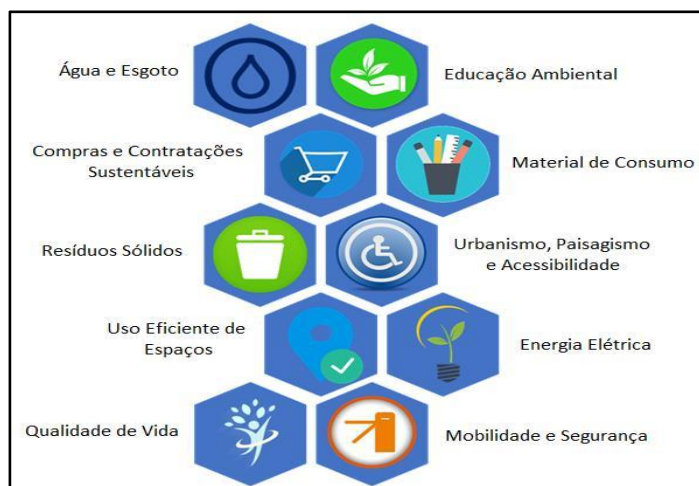 Água e Esgoto
Educação Ambiental
Compras e Contratações
Sustentáveis
Material de Consumo
Resíduos Sólidos
Urbanismo, Paisagismo
e Acessibilidade
Uso Eficiente de
Espaços
Energia Elétrica
Qualidade de Vida
Mobilidade e Segurança